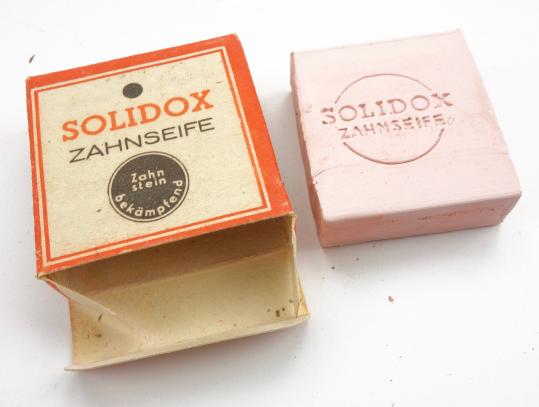 SOLIDOX
ZAHNSEIFE
Zahn
stein
bekämpfend
SOLIDOX
ZAHNSEIFE